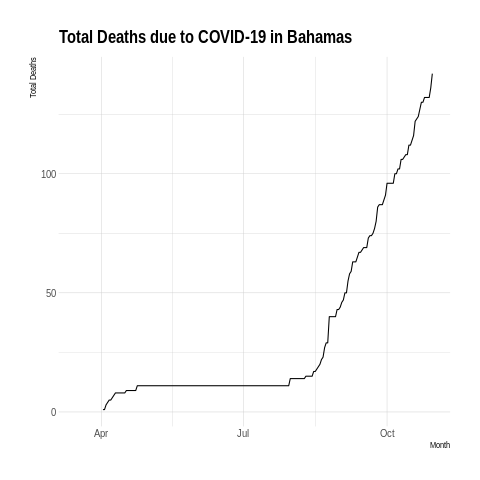 Total Deaths due to COVID-19 in Bahamas
Total Deaths
100
50
0
Apr
Jul
Oct
Month